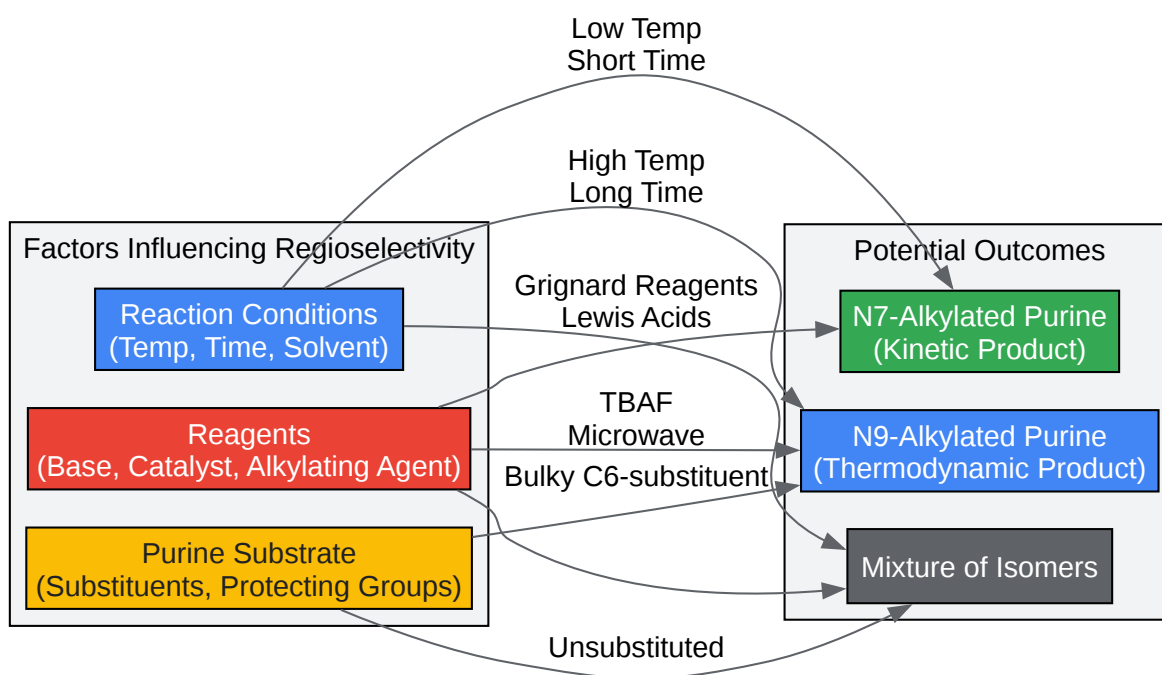 Low Temp
Short Time
High Temp
Long Time
Factors Influencing Regioselectivity
Potential Outcomes
Reaction Conditions
(Temp, Time, Solvent)
Grignard Reagents
Lewis Acids
N7-Alkylated Purine
(Kinetic Product)
Reagents
(Base, Catalyst, Alkylating Agent)
TBAF
Microwave
N9-Alkylated Purine
(Thermodynamic Product)
Bulky C6-substituent
Purine Substrate
(Substituents, Protecting Groups)
Mixture of Isomers
Unsubstituted